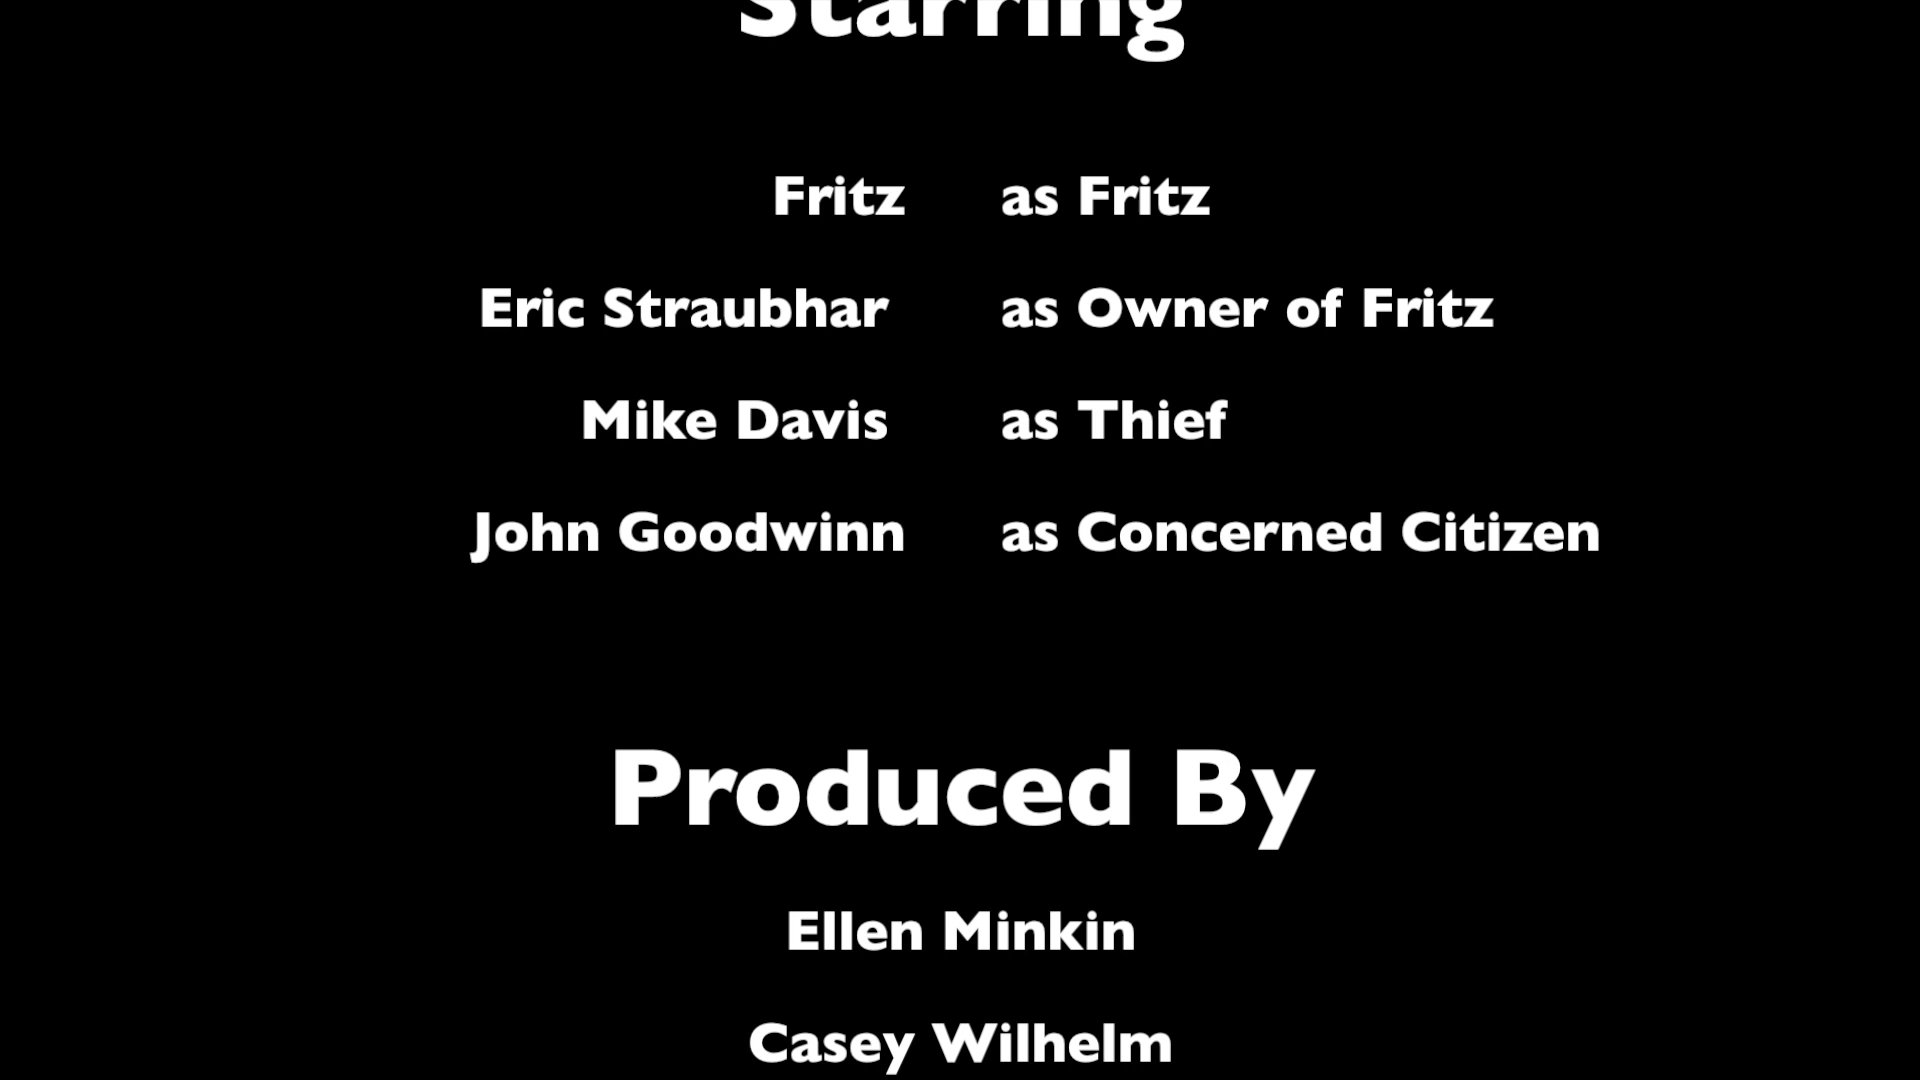 Starring
Fritz as Fritz
Eric Straubhar as Owner of Fritz
Mike Davis as Thief
John Goodwinn as Concerned Citizen
Produced By
Ellen Minkin
Casey Wilhelm